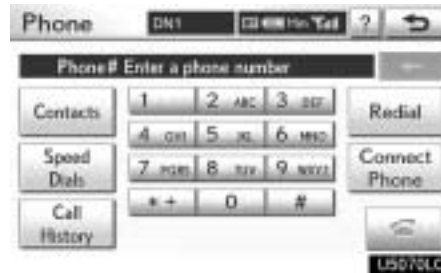 Phone DN1 ?
Phone# Enter a phone number
Contacts 1 2 ABC 3 DEF Redial
4 GHI 5 JKL 6 MNO
Speed Dials 7 PQRS 8 TUV 9 WXYZ Connect Phone
* + 0 #
Call History
U5070LC